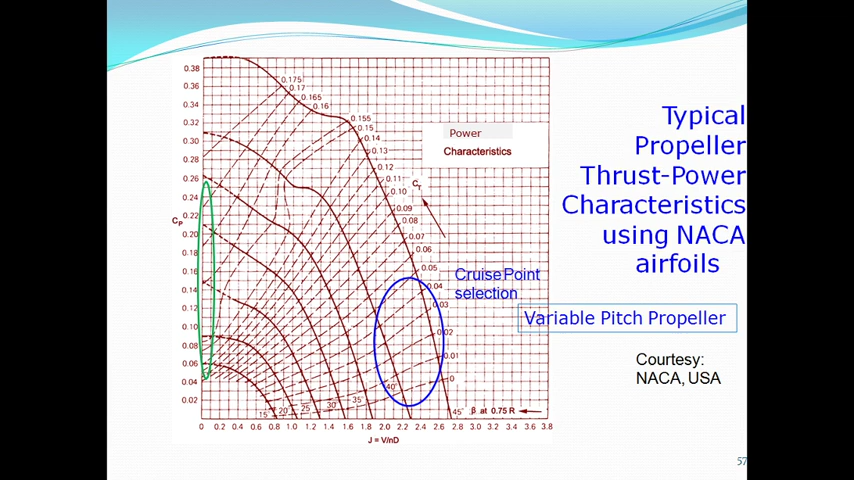 Typical
Propeller
Thrust-Power
Characteristics
using NACA
airfoils
Variable Pitch Propeller
Courtesy:
NACA, USA
Power
Characteristics
Cruise Point
selection
0.38
0.36
0.34
0.32
0.30
0.28
0.26
0.24
0.22
C_P
0.20
0.18
0.16
0.14
0.12
0.10
0.08
0.06
0.04
0.02
0.175
0.17
0.165
0.16
0.155
0.15
0.14
0.13
0.12
0.11
C_T
0.10
0.09
0.08
0.07
0.06
0.05
0.04
0.03
0.02
0.01
0
15° 20° 25° 30° 35° 40° 45° β at 0.75 R
0 0.2 0.4 0.6 0.8 1.0 1.2 1.4 1.6 1.8 2.0 2.2 2.4 2.6 2.8 3.0 3.2 3.4 3.6 3.8
J = V/nD
57